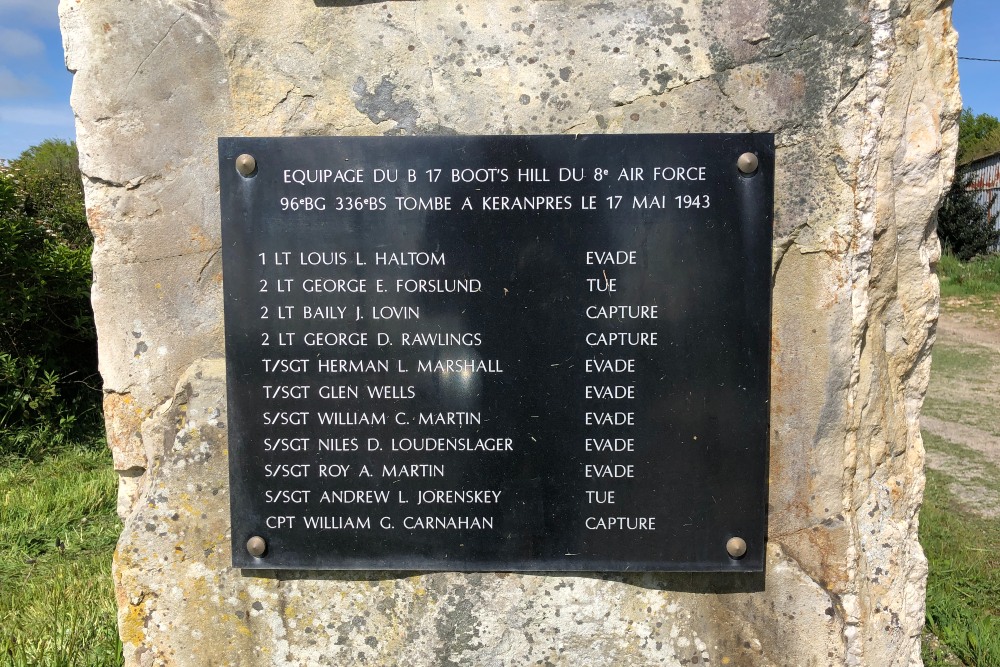 EQUIPAGE DU B 17 BOOT'S HILL DU 8e AIR FORCE
96eBG 336eBS TOMBE A KERANPRES LE 17 MAI 1943
1 LT LOUIS L. HALTOM EVADE
2 LT GEORGE E. FORSLUND TUE
2 LT BAILY J. LOVIN CAPTURE
2 LT GEORGE D. RAWLINGS CAPTURE
T/SGT HERMAN L. MARSHALL EVADE
T/SGT GLEN WELLS EVADE
S/SGT WILLIAM C. MARTIN EVADE
S/SGT NILES D. LOUDENSLAGER EVADE
S/SGT ROY A. MARTIN EVADE
S/SGT ANDREW L. JORENSKEY TUE
CPT WILLIAM G. CARNAHAN CAPTURE